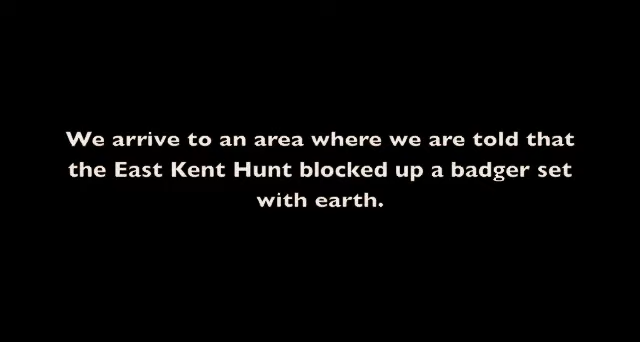 We arrive to an area where we are told that
the East Kent Hunt blocked up a badger set
with earth.